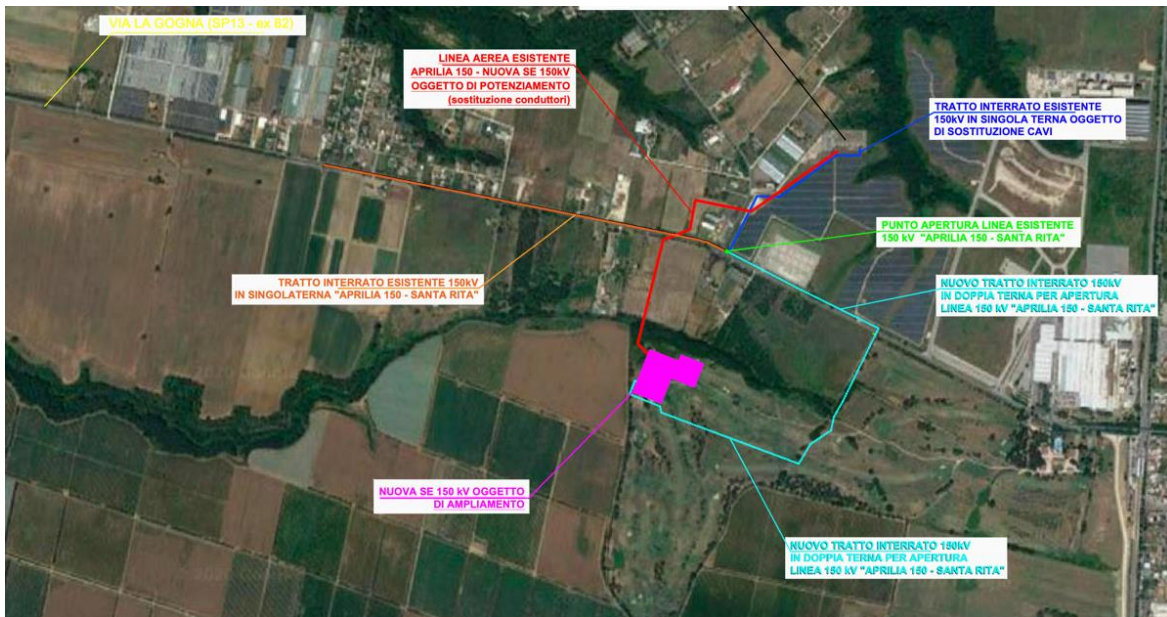 VIA LA GOGNA (SP13 - ex 82)
LINEA AEREA ESISTENTE
APRILIA 150 - NUOVA SE 150kV
OGGETTO DI POTENZIAMENTO
(sostituzione conduttori)
TRATTO INTERRATO ESISTENTE
150kV IN SINGOLA TERNA OGGETTO
DI SOSTITUZIONE CAVI
PUNTO APERTURA LINEA ESISTENTE
150 kV "APRILIA 150 - SANTA RITA"
TRATTO INTERRATO ESISTENTE 150kV
IN SINGOLATERNA "APRILIA 150 - SANTA RITA"
NUOVO TRATTO INTERRATO 150kV
IN DOPPIA TERNA PER APERTURA
LINEA 150 kV "APRILIA 150 - SANTA RITA"
NUOVA SE 150 kV OGGETTO
DI AMPLIAMENTO
NUOVO TRATTO INTERRATO 150kV
IN DOPPIA TERNA PER APERTURA
LINEA 150 kV "APRILIA 150 - SANTA RITA"